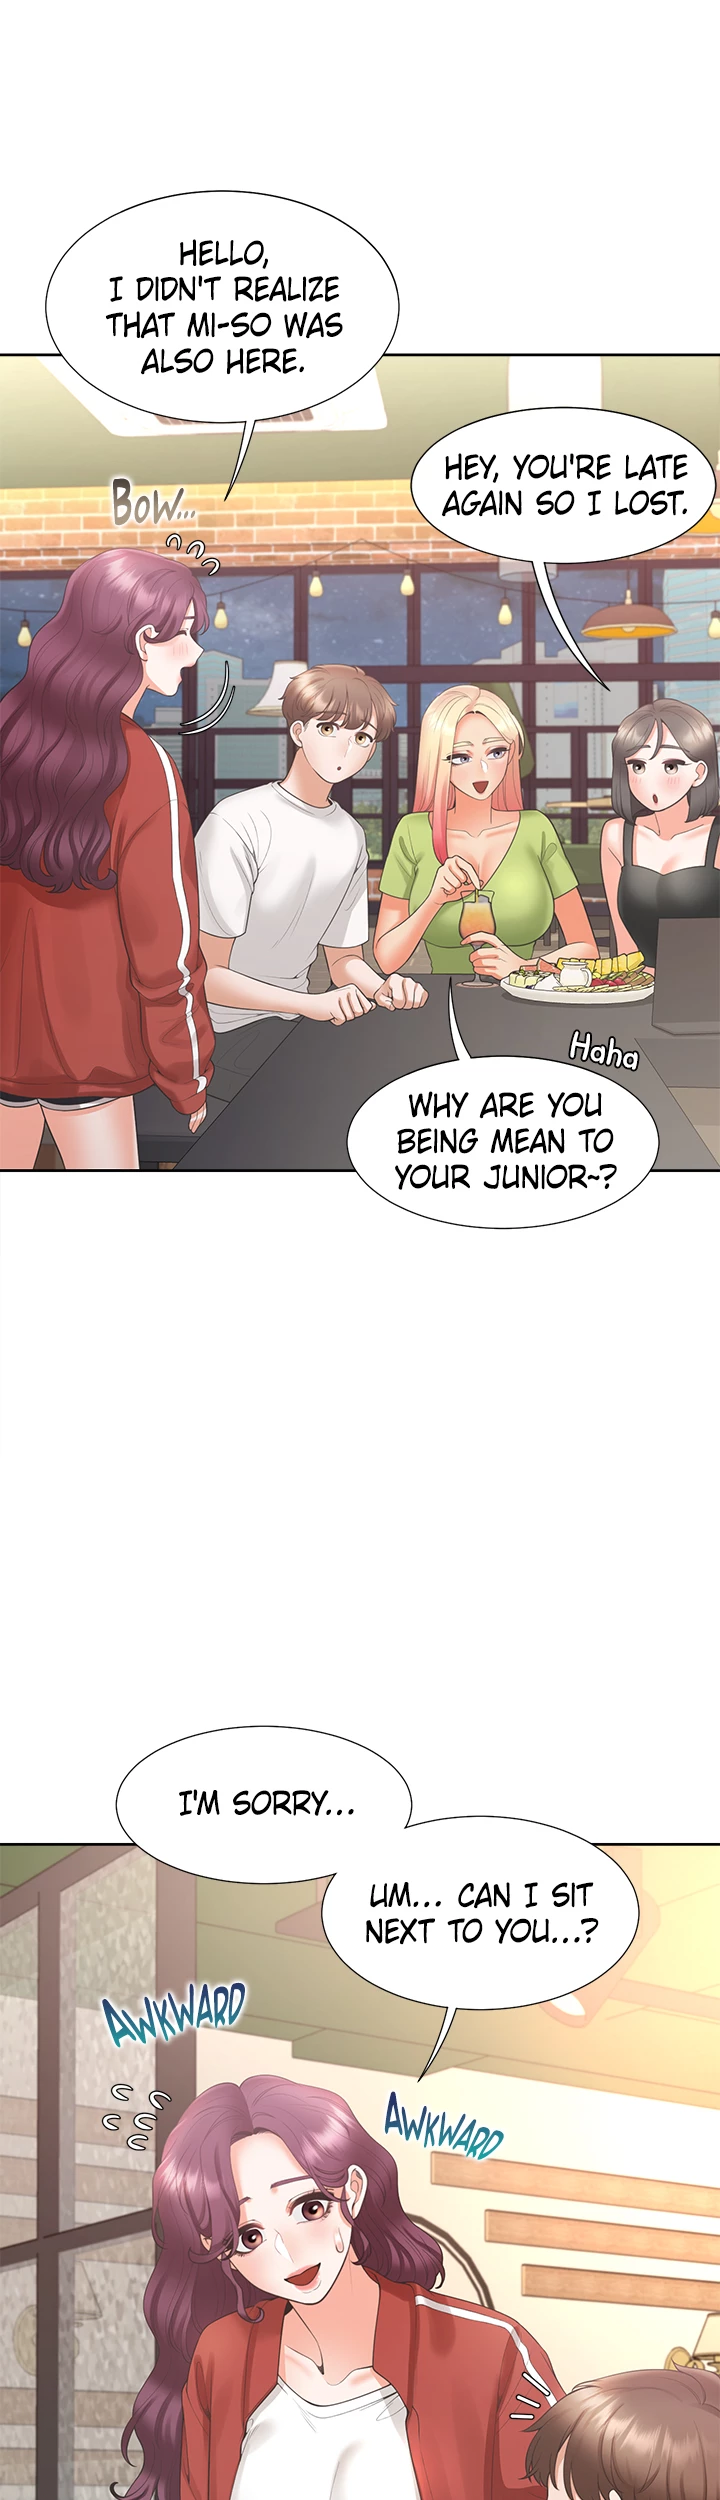 HELLO,
I DIDN'T REALIZE
THAT MI-SO WAS
ALSO HERE.
HEY, YOU'RE LATE
AGAIN SO I LOST.
BOW...
Haha
WHY ARE YOU
BEING MEAN TO
YOUR JUNIOR~?
I'M SORRY...
UM... CAN I SIT
NEXT TO YOU...?
AWKWARD
AWKWARD